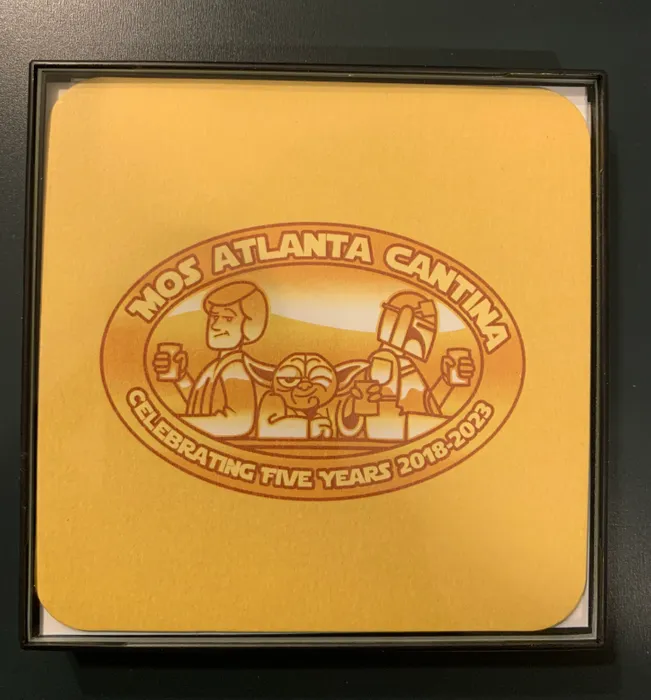 MOS ATLANTA CANTINA
CELEBRATING FIVE YEARS 2018-2023